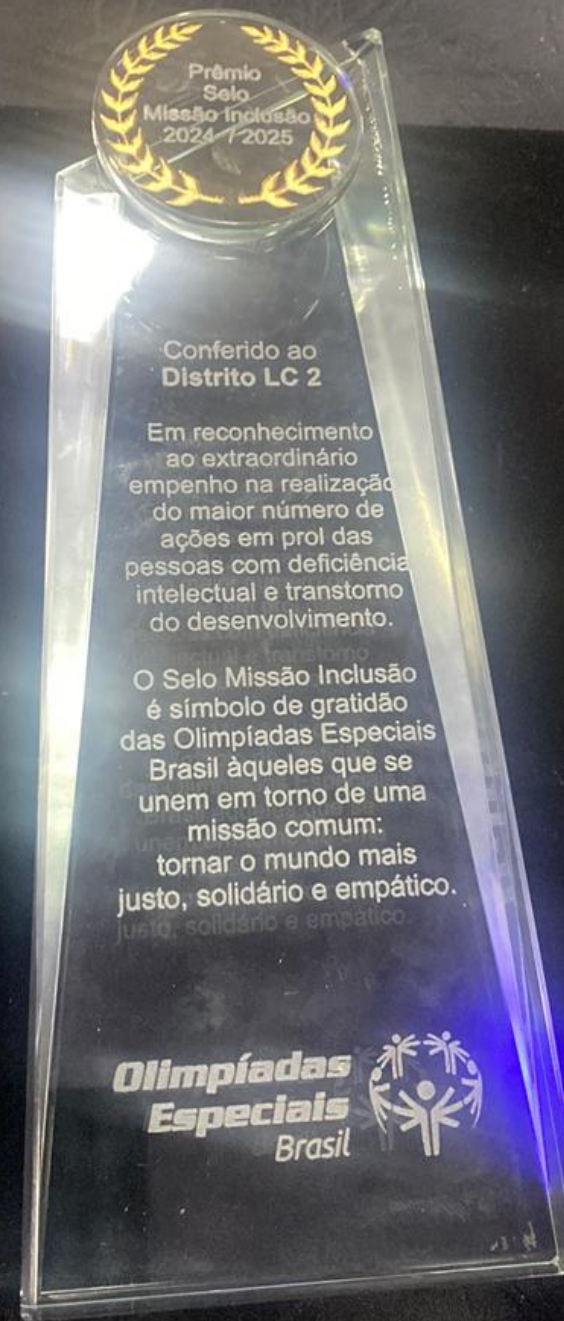 Prêmio
Selo
Missão Inclusão
2024 / 2025
Conferido ao
Distrito LC 2
Em reconhecimento
ao extraordinário
empenho na realização
do maior número de
ações em prol das
pessoas com deficiência
intelectual e transtorno
do desenvolvimento.
O Selo Missão Inclusão
é símbolo de gratidão
das Olimpíadas Especiais
Brasil àqueles que se
unem em torno de uma
missão comum:
tornar o mundo mais
justo, solidário e empático.
Olimpíadas
Especiais
Brasil